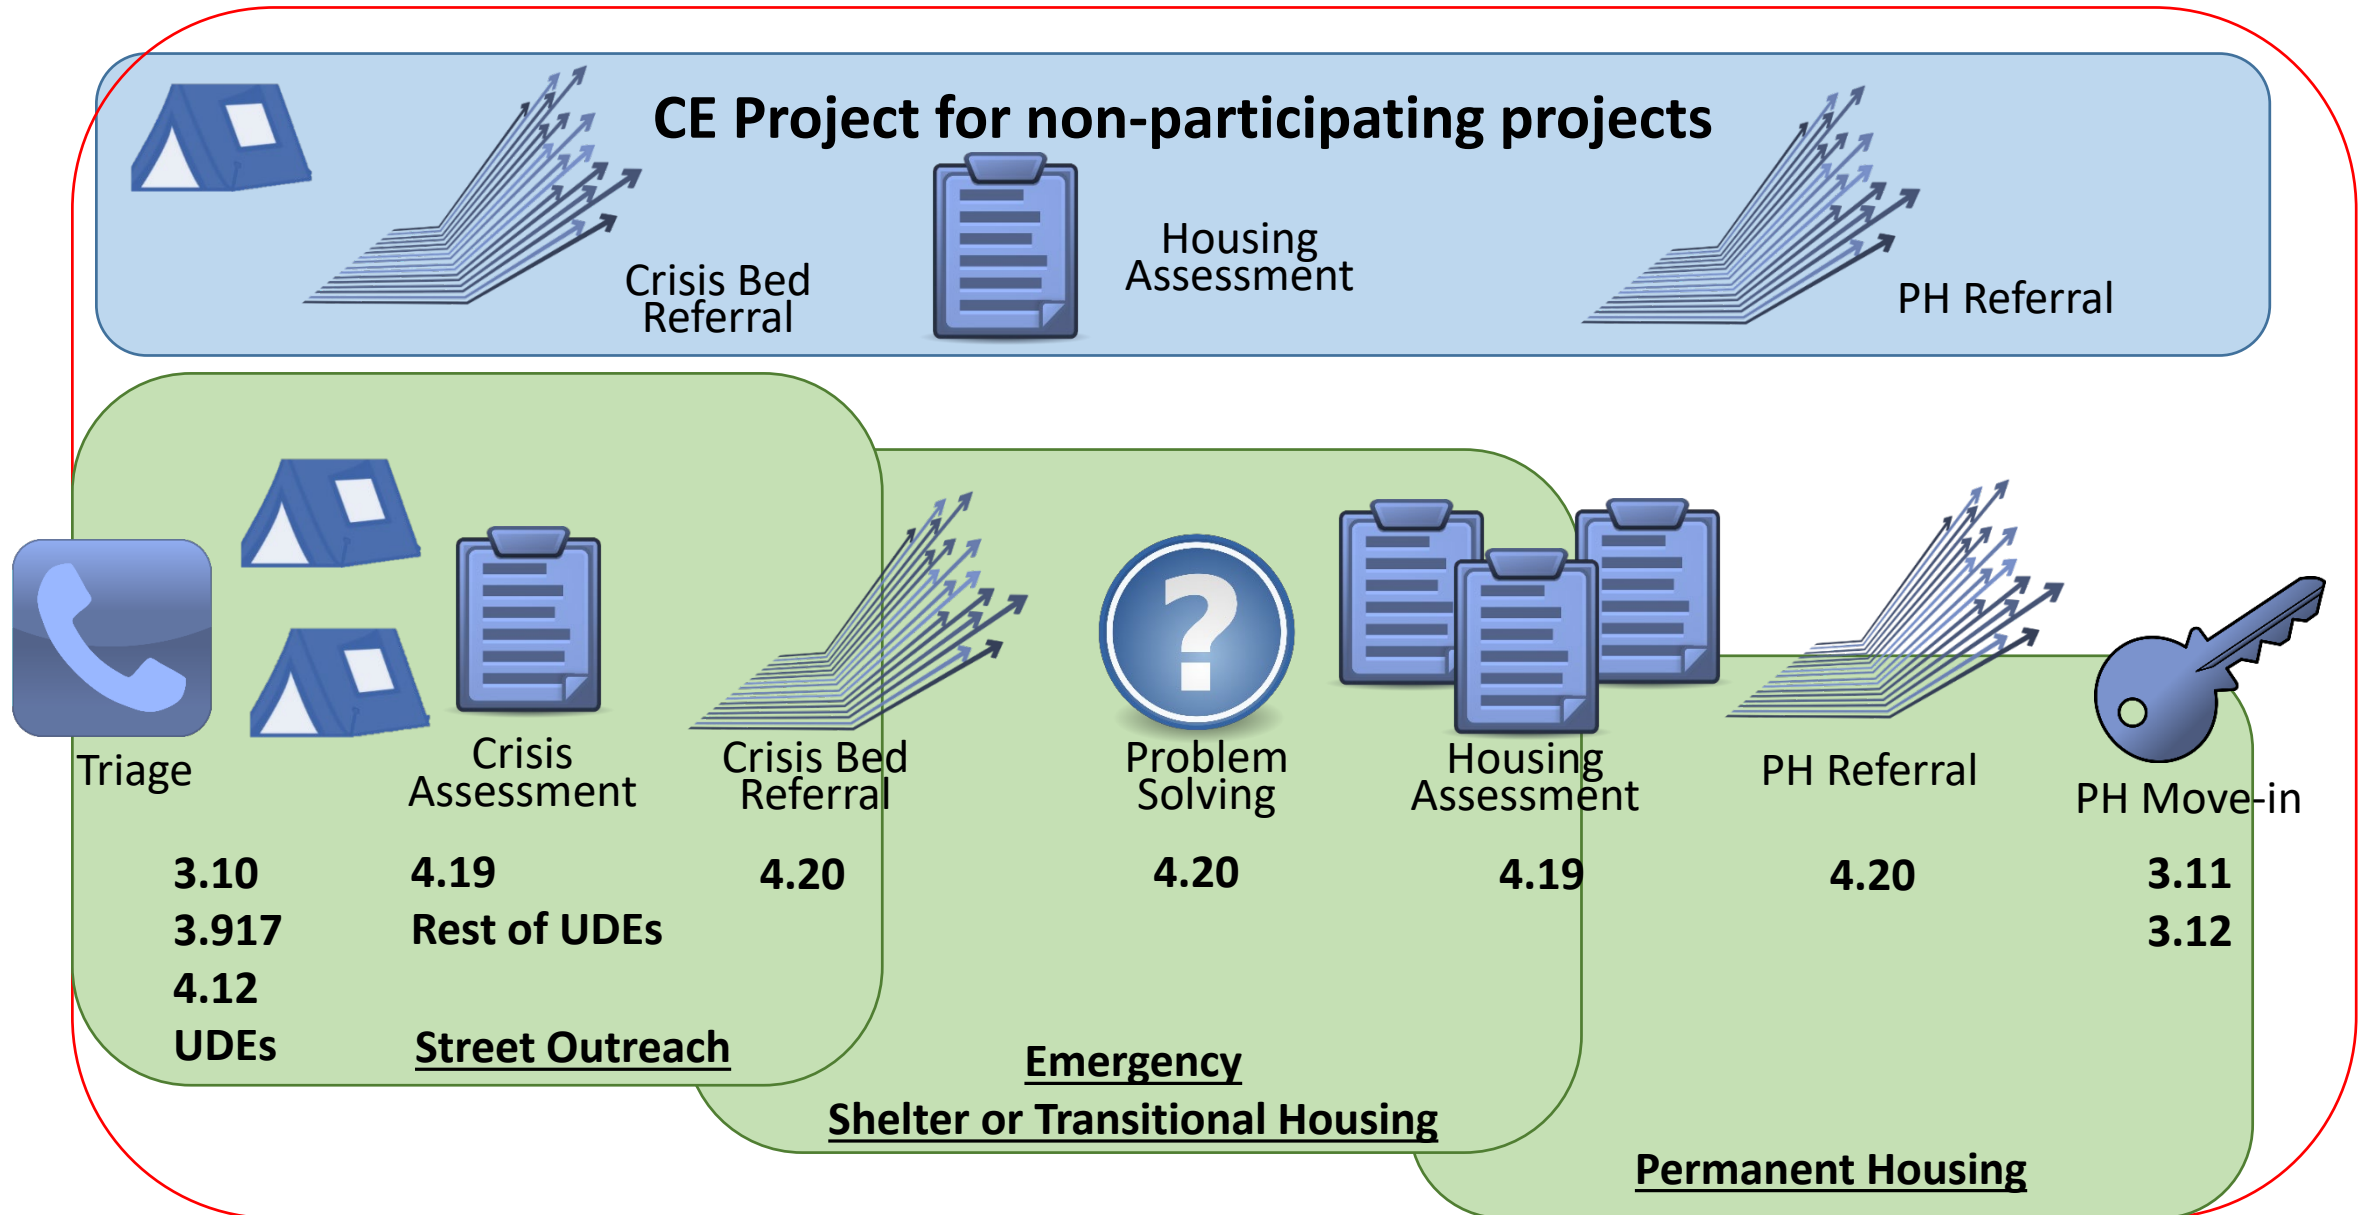 CE Project for non-participating projects
Crisis Bed
Referral
Housing
Assessment
PH Referral
?
Triage
Crisis
Assessment
Crisis Bed
Referral
Problem
Solving
Housing
Assessment
PH Referral
PH Move-in
3.10
3.917
4.12
UDEs
4.19
Rest of UDEs
4.20
4.20
4.19
4.20
3.11
3.12
Street Outreach
Emergency
Shelter or Transitional Housing
Permanent Housing